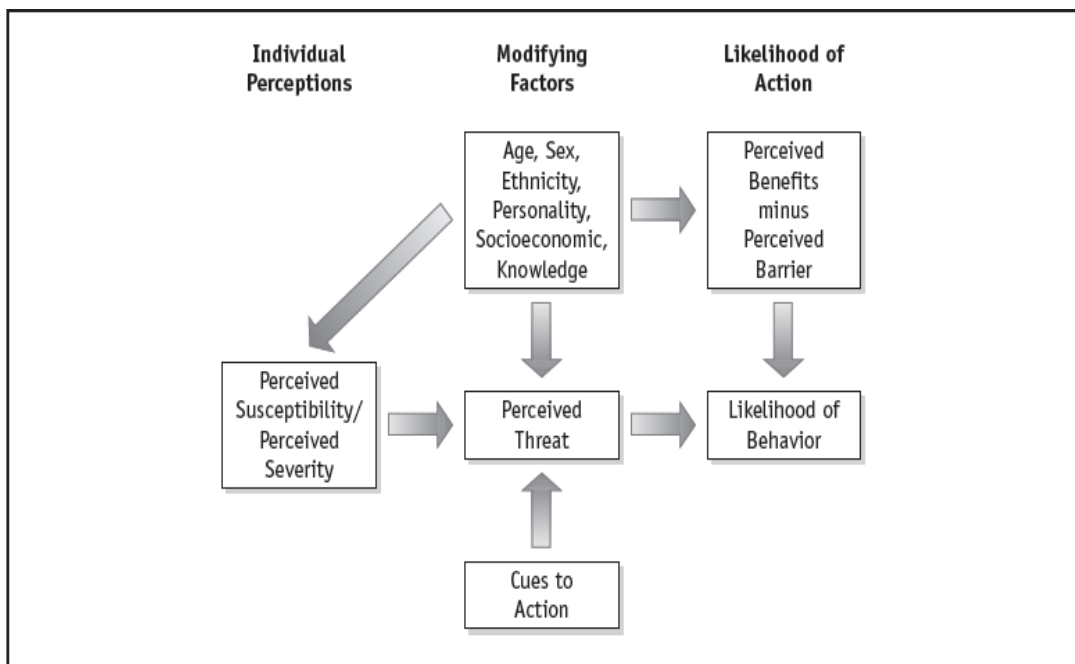 Individual
Perceptions
Modifying
Factors
Likelihood of
Action
Age, Sex,
Ethnicity,
Personality,
Socioeconomic,
Knowledge
Perceived
Benefits
minus
Perceived
Barrier
Perceived
Susceptibility/
Perceived
Severity
Perceived
Threat
Likelihood of
Behavior
Cues to
Action